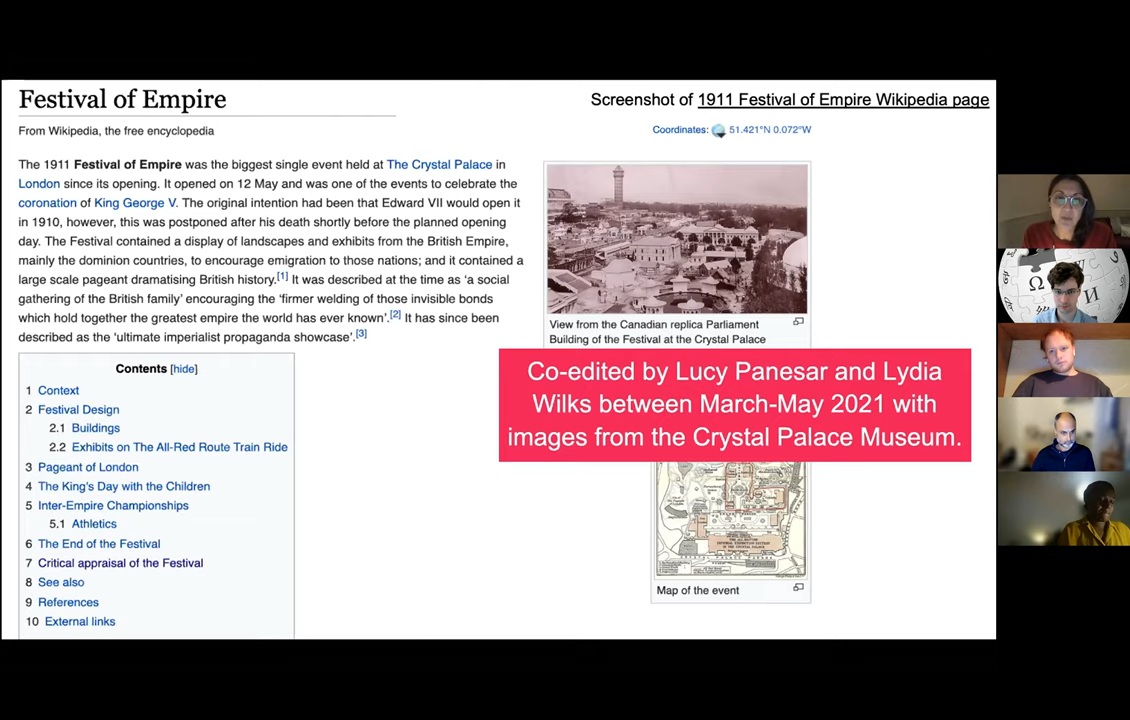 Festival of Empire
Screenshot of 1911 Festival of Empire Wikipedia page
From Wikipedia, the free encyclopedia
Coordinates: 51.421°N 0.072°W
The 1911 Festival of Empire was the biggest single event held at The Crystal Palace in
London since its opening. It opened on 12 May and was one of the events to celebrate the
coronation of King George V. The original intention had been that Edward VII would open it
in 1910, however, this was postponed after his death shortly before the planned opening
day. The Festival contained a display of landscapes and exhibits from the British Empire,
mainly the dominion countries, to encourage emigration to those nations; and it contained a
large scale pageant dramatising British history.[1] It was described at the time as ‘a social
gathering of the British family’ encouraging the ‘firmer welding of those invisible bonds
which hold together the greatest empire the world has ever known’.[2] It has since been
described as the ‘ultimate imperialist propaganda showcase’.[3]
View from the Canadian replica Parliament
Building of the Festival at the Crystal Palace
Contents [hide]
1 Context
2 Festival Design
2.1 Buildings
2.2 Exhibits on The All-Red Route Train Ride
3 Pageant of London
4 The King's Day with the Children
5 Inter-Empire Championships
5.1 Athletics
6 The End of the Festival
7 Critical appraisal of the Festival
8 See also
9 References
10 External links
Co-edited by Lucy Panesar and Lydia
Wilks between March-May 2021 with
images from the Crystal Palace Museum.
Map of the event
Ω
И